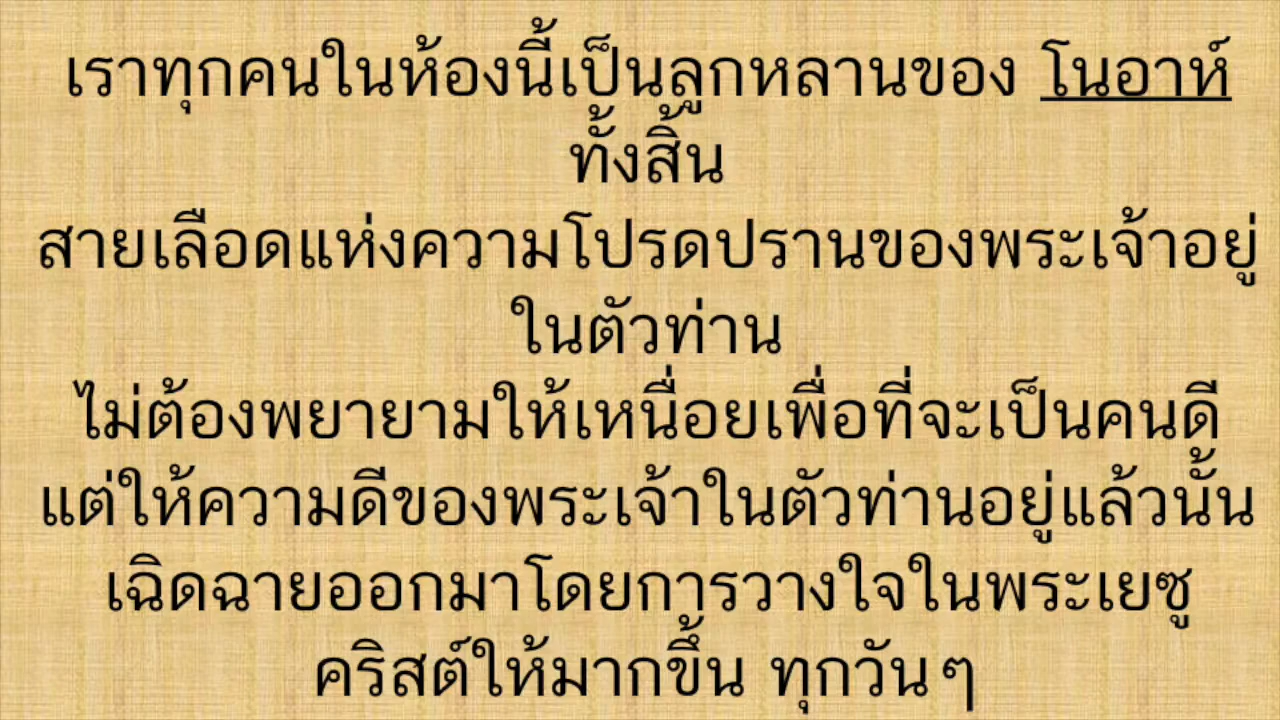 เราทุกคนในห้องนี้เป็นลูกหลานของ โนอาห์
ทั้งสิ้น
สายเลือดแห่งความโปรดปรานของพระเจ้าอยู่
ในตัวท่าน
ไม่ต้องพยายามให้เหนื่อยเพื่อที่จะเป็นคนดี
แต่ให้ความดีของพระเจ้าในตัวท่านอยู่แล้วนั้น
เฉิดฉายออกมาโดยการวางใจในพระเยซู
คริสต์ให้มากขึ้น ทุกวันๆ